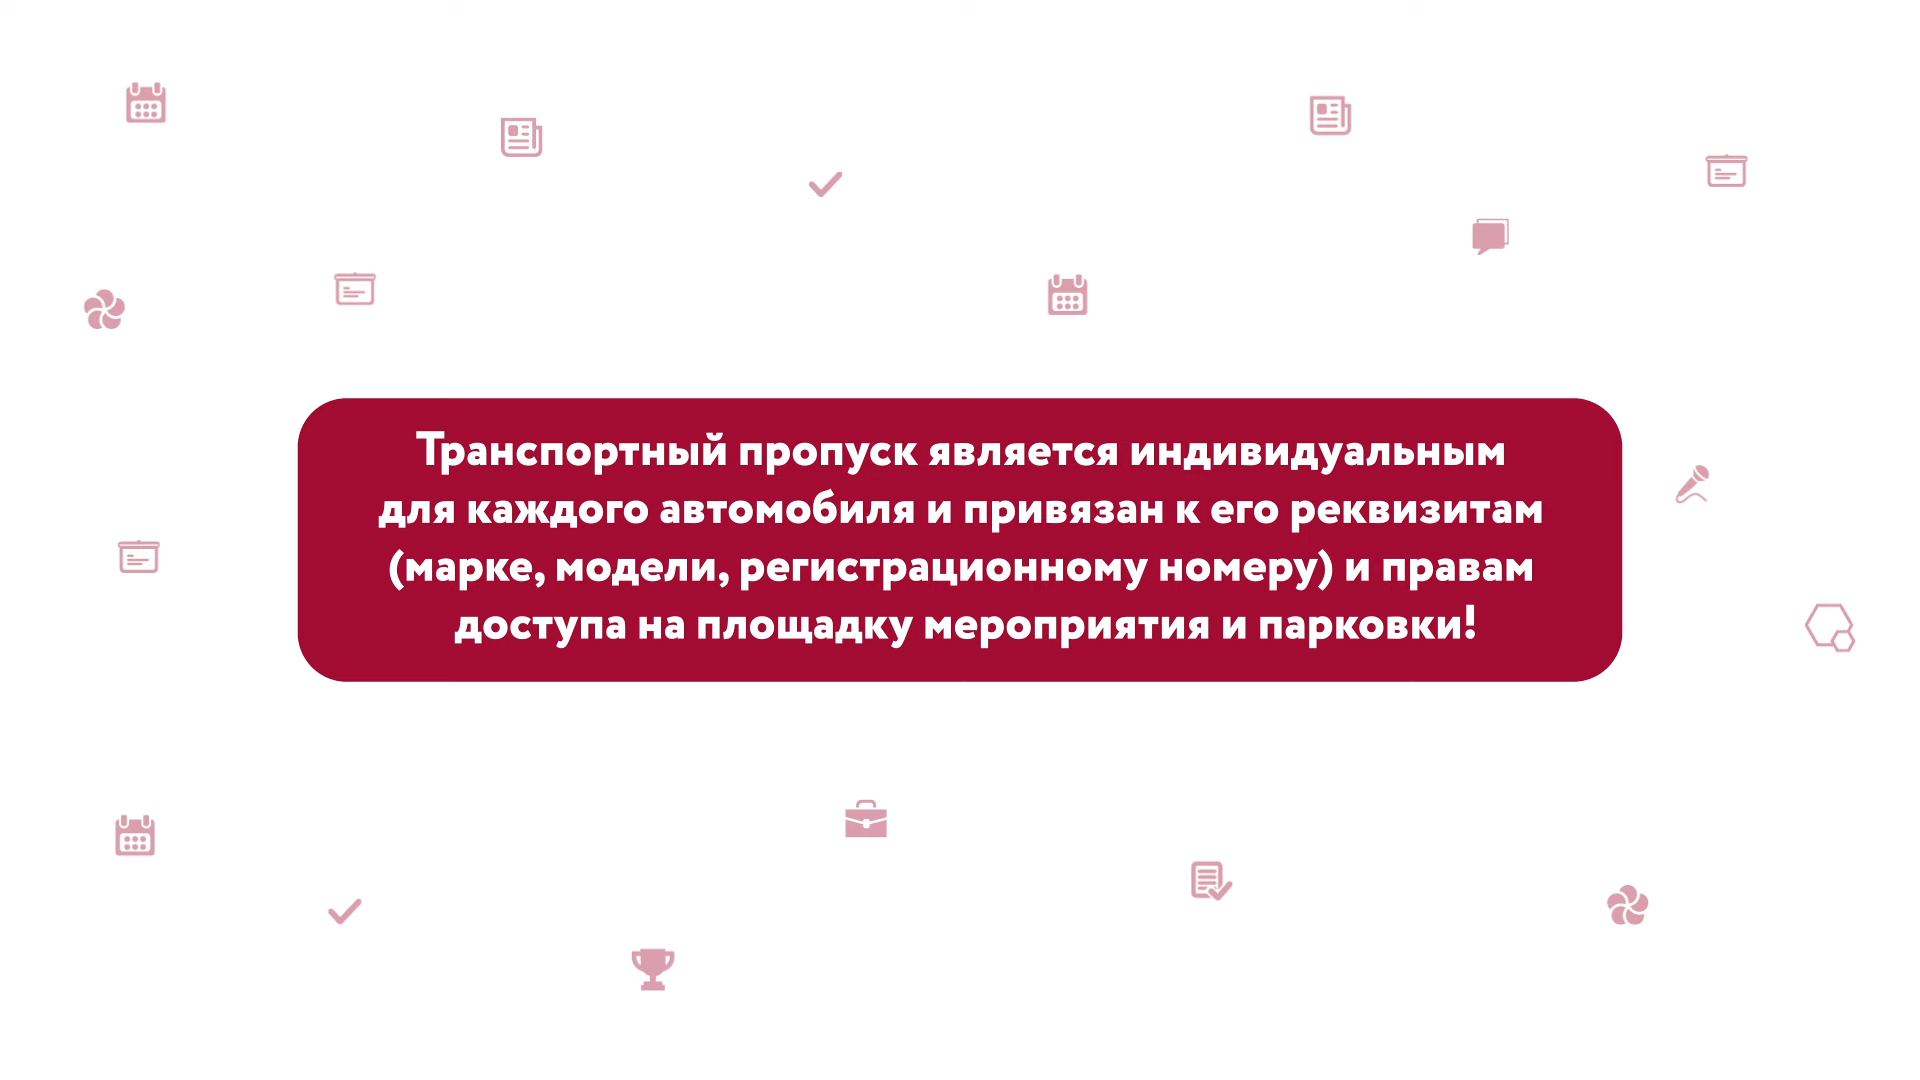 Транспортный пропуск является индивидуальным
для каждого автомобиля и привязан к его реквизитам
(марке, модели, регистрационному номеру) и правам
доступа на площадку мероприятия и парковки!